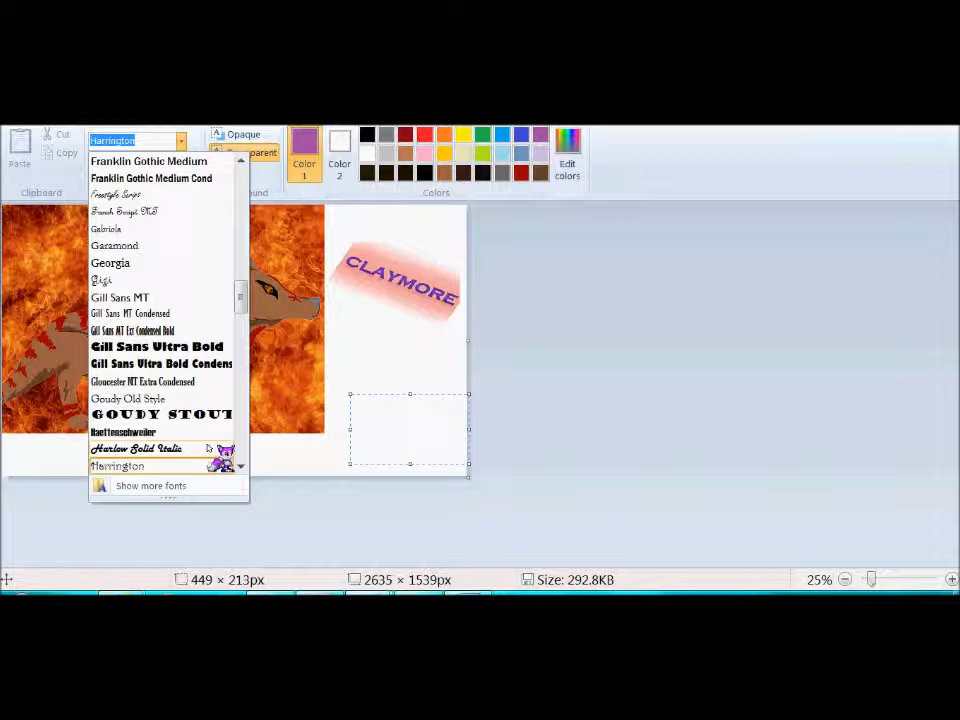 Cut
Copy
Paste
Clipboard
Harrington
Opaque
Color 1
Color 2
Edit colors
Colors
Franklin Gothic Medium
Franklin Gothic Medium Cond
Freestyle Script
French Script MT
Gabriola
Garamond
Georgia
Gigi
Gill Sans MT
Gill Sans MT Condensed
Gill Sans MT Ext Condensed Bold
Gill Sans Ultra Bold
Gill Sans Ultra Bold Condens
Gloucester MT Extra Condensed
Goudy Old Style
GOUDY STOUT
Haettenschweiler
Harlow Solid Italic
Harrington
Show more fonts
CLAYMORE
449 × 213px
2635 × 1539px
Size: 292.8KB
25%